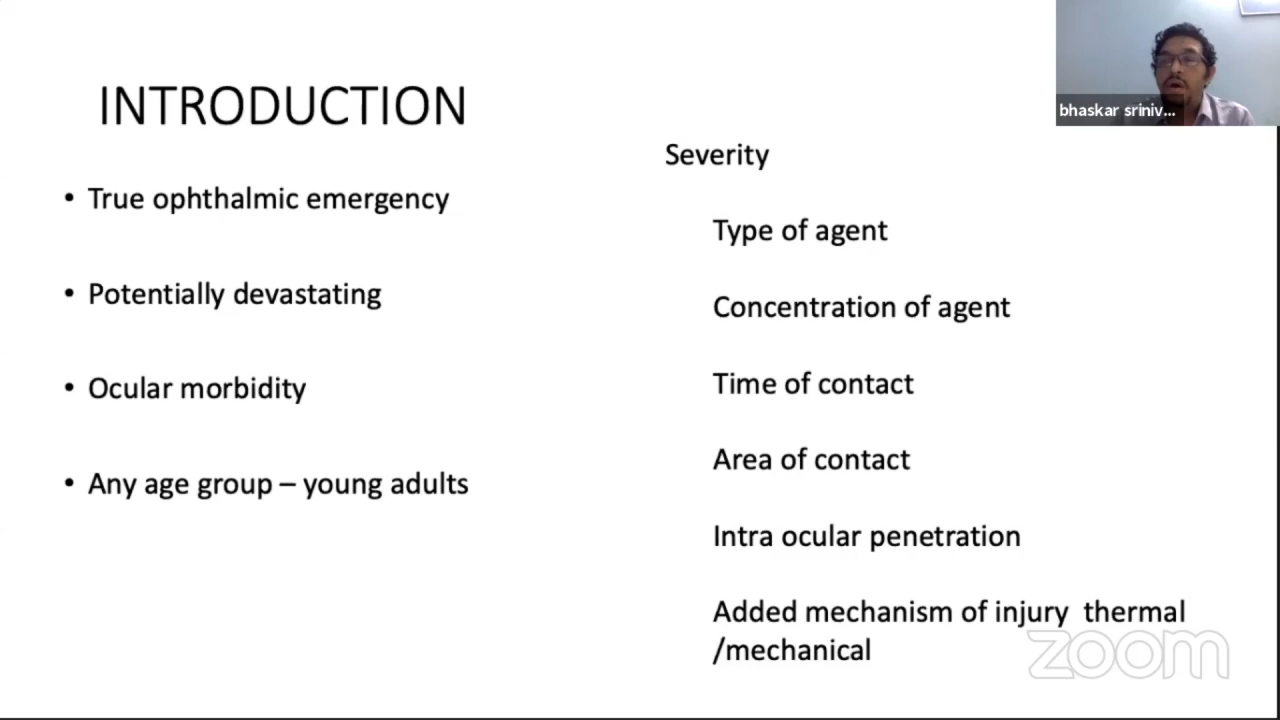 INTRODUCTION
• True ophthalmic emergency
• Potentially devastating
• Ocular morbidity
• Any age group – young adults
Severity
Type of agent
Concentration of agent
Time of contact
Area of contact
Intra ocular penetration
Added mechanism of injury thermal
/mechanical
bhaskar sriniv...
zoom